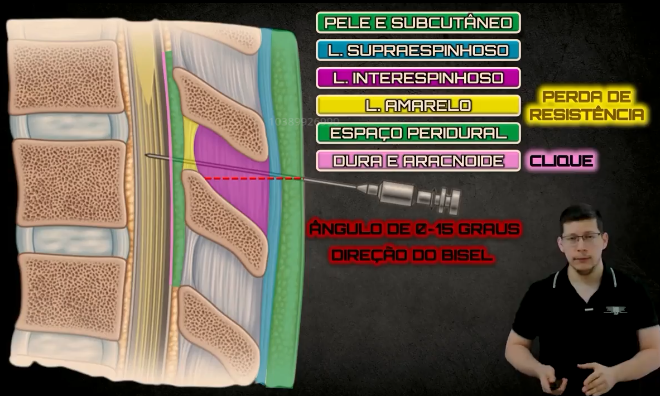 PELE E SUBCUTÂNEO
L. SUPRAESPINHOSO
L. INTERESPINHOSO
L. AMARELO
PERDA DE
RESISTÊNCIA
ESPAÇO PERIDURAL
DURA E ARACNOIDE
CLIQUE
ÂNGULO DE 0-15 GRAUS
DIREÇÃO DO BISEL